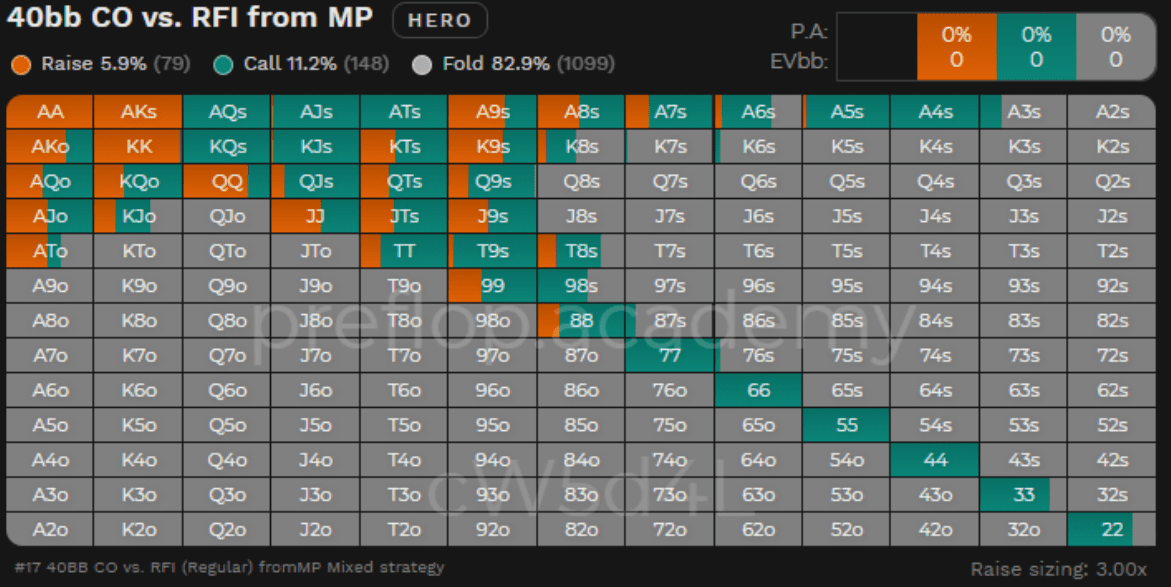 40bb CO vs. RFI from MP HERO
P.A: 0% 0% 0%
EVbb: 0 0 0
Raise 5.9% (79) Call 11.2% (148) Fold 82.9% (1099)
AA AKs AQs AJs ATs A9s A8s A7s A6s A5s A4s A3s A2s
AKo KK KQs KJs KTs K9s K8s K7s K6s K5s K4s K3s K2s
AQo KQo QQ QJs QTs Q9s Q8s Q7s Q6s Q5s Q4s Q3s Q2s
AJo KJo QJo JJ JTs J9s J8s J7s J6s J5s J4s J3s J2s
ATo KTo QTo JTo TT T9s T8s T7s T6s T5s T4s T3s T2s
A9o K9o Q9o J9o T9o 99 98s 97s 96s 95s 94s 93s 92s
A8o K8o Q8o J8o T8o 98o 88 87s 86s 85s 84s 83s 82s
preflop.academy
A7o K7o Q7o J7o T7o 97o 87o 77 76s 75s 74s 73s 72s
A6o K6o Q6o J6o T6o 96o 86o 76o 66 65s 64s 63s 62s
A5o K5o Q5o J5o T5o 95o 85o 75o 65o 55 54s 53s 52s
A4o K4o Q4o J4o T4o 94o 84o 74o 64o 54o 44 43s 42s
cW5d4L
A3o K3o Q3o J3o T3o 93o 83o 73o 63o 53o 43o 33 32s
A2o K2o Q2o J2o T2o 92o 82o 72o 62o 52o 42o 32o 22
#17 40BB CO vs. RFI (Regular) fromMP Mixed strategy
Raise sizing: 3.00x